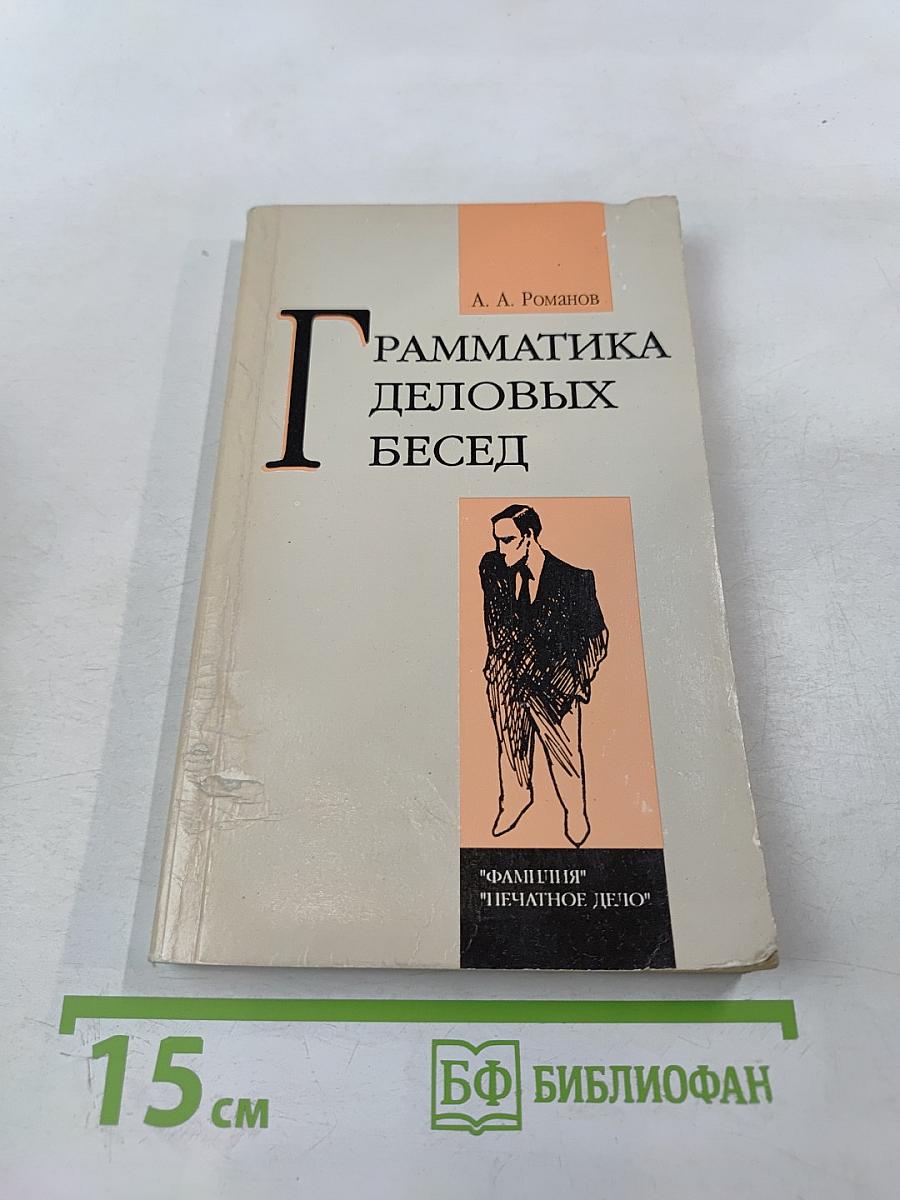 А. А. Романов
ГРАММАТИКА
ДЕЛОВЫХ
БЕСЕД
"ФАМИЛИЯ"
"ПЕЧАТНОЕ ДЕЛО"
15 см
БФ БИБЛИОФАН